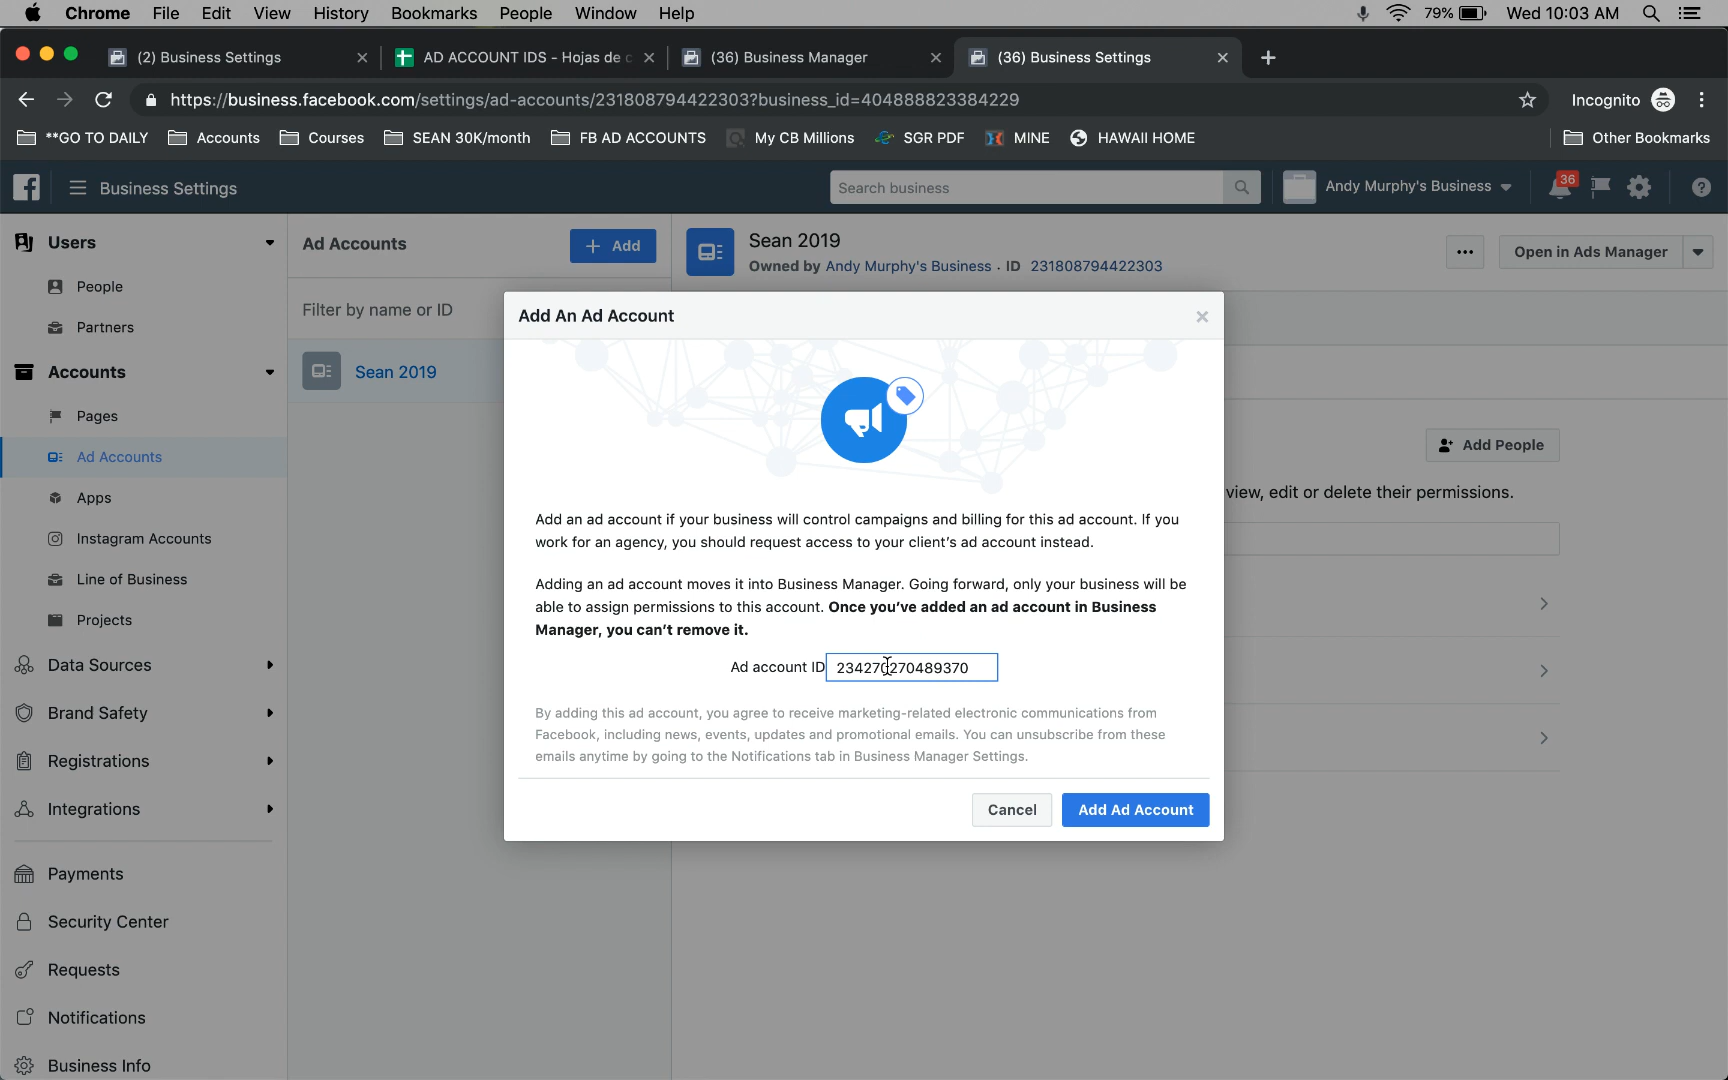 Chrome File Edit View History Bookmarks People Window Help 79% Wed 10:03 AM
(2) Business Settings AD ACCOUNT IDS - Hojas de c (36) Business Manager (36) Business Settings
https://business.facebook.com/settings/ad-accounts/231808794422303?business_id=404888823384229 Incognito
**GO TO DAILY Accounts Courses SEAN 30K/month FB AD ACCOUNTS My CB Millions SGR PDF MINE HAWAII HOME Other Bookmarks
Business Settings Search business Andy Murphy's Business 36
Users
People
Partners
Accounts
Pages
Ad Accounts
Apps
Instagram Accounts
Line of Business
Projects
Data Sources
Brand Safety
Registrations
Integrations
Payments
Security Center
Requests
Notifications
Business Info
Ad Accounts + Add
Filter by name or ID
Sean 2019
Sean 2019
Owned by Andy Murphy's Business · ID 231808794422303
Open in Ads Manager
Add People
view, edit or delete their permissions.
Add An Ad Account
Add an ad account if your business will control campaigns and billing for this ad account. If you
work for an agency, you should request access to your client's ad account instead.
Adding an ad account moves it into Business Manager. Going forward, only your business will be
able to assign permissions to this account. Once you've added an ad account in Business
Manager, you can't remove it.
Ad account ID 234270270489370
By adding this ad account, you agree to receive marketing-related electronic communications from
Facebook, including news, events, updates and promotional emails. You can unsubscribe from these
emails anytime by going to the Notifications tab in Business Manager Settings.
Cancel Add Ad Account